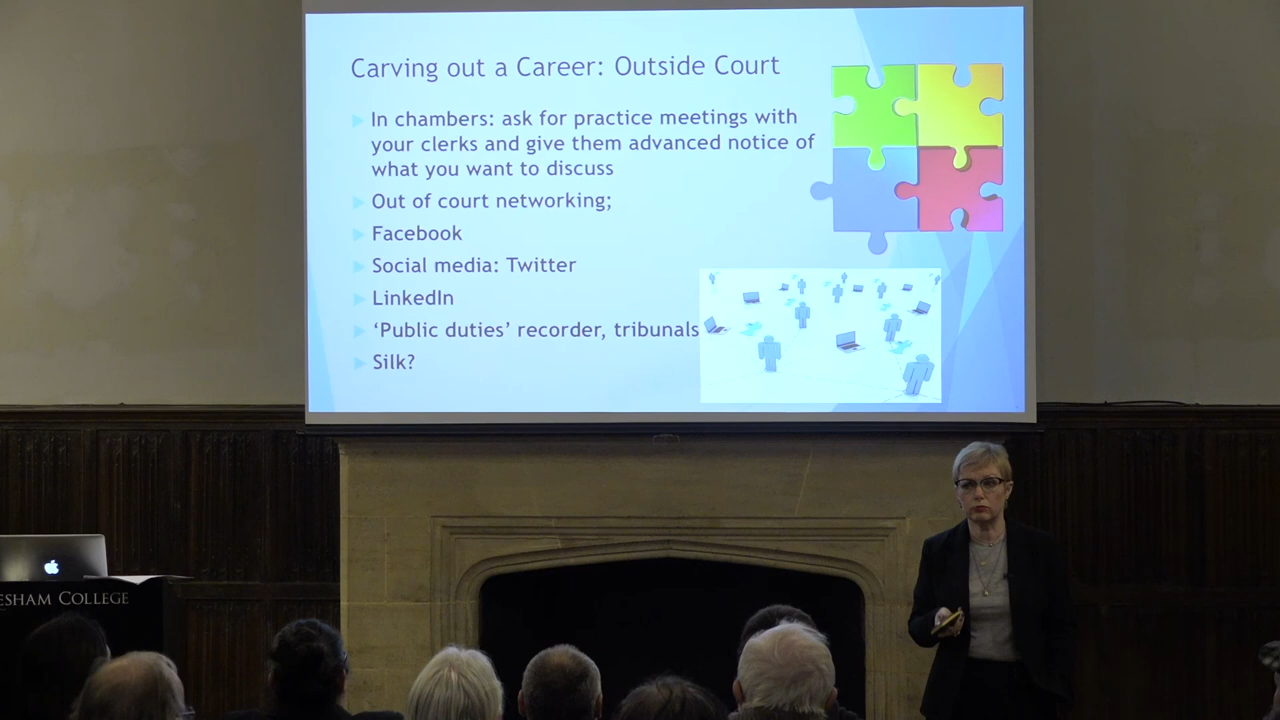 Carving out a Career: Outside Court
In chambers: ask for practice meetings with
your clerks and give them advanced notice of
what you want to discuss
Out of court networking;
Facebook
Social media: Twitter
LinkedIn
‘Public duties’ recorder, tribunals
Silk?
ESHAM COLLEGE